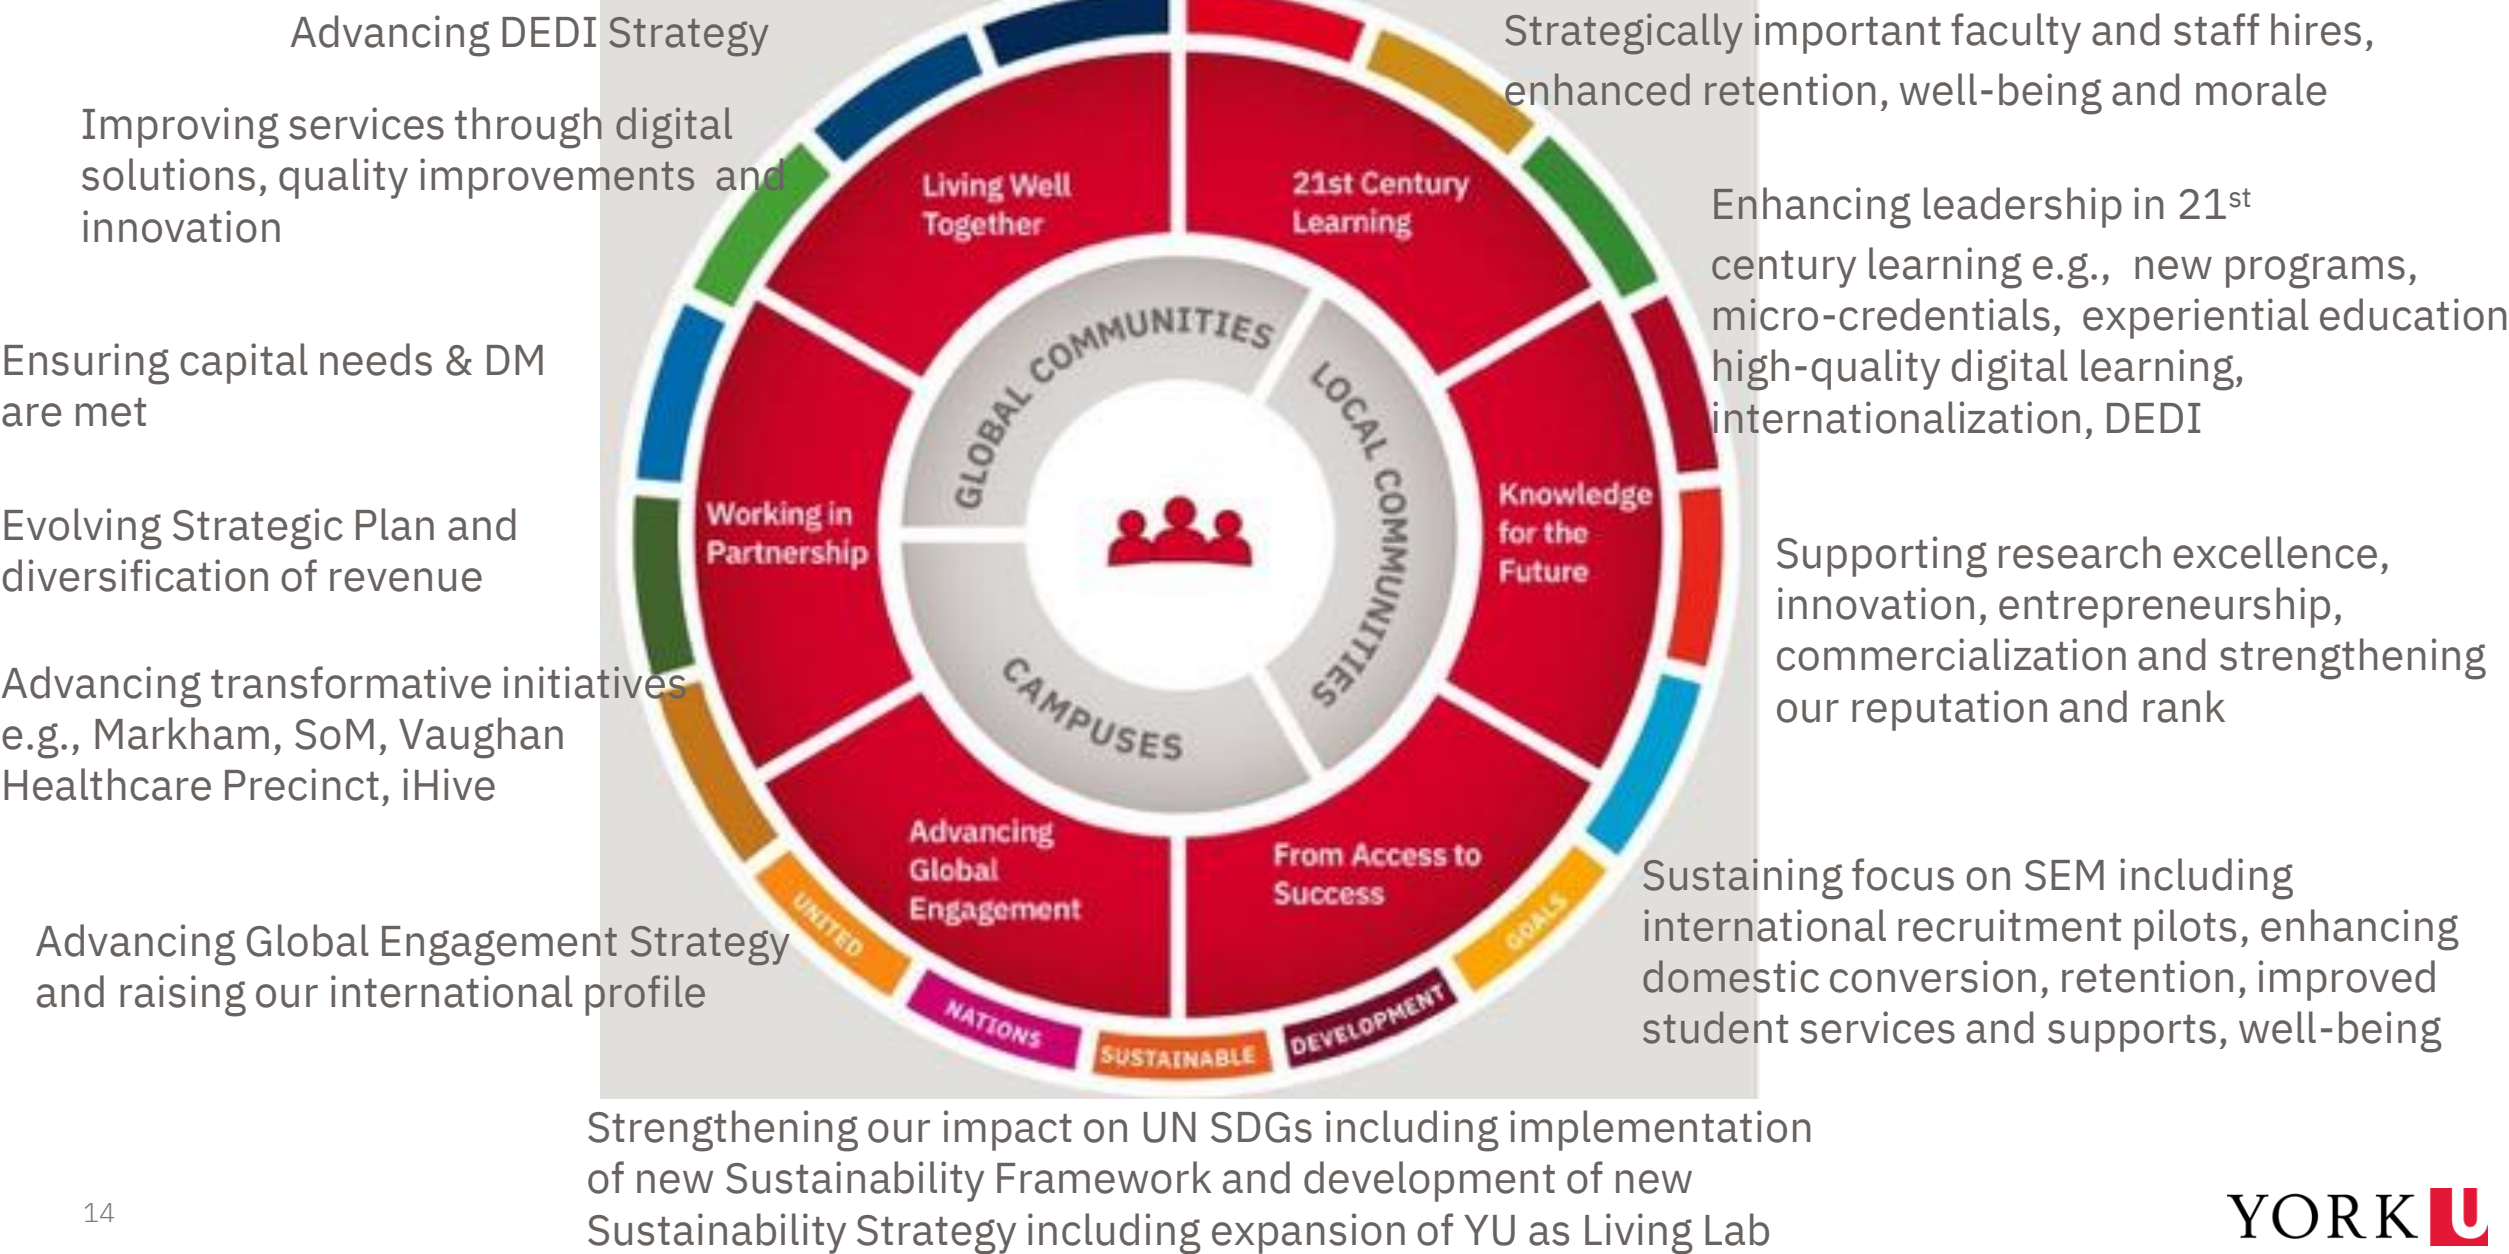 Advancing DEDI Strategy
Improving services through digital
solutions, quality improvements and
innovation
Ensuring capital needs & DM
are met
Evolving Strategic Plan and
diversification of revenue
Advancing transformative initiatives
e.g., Markham, SoM, Vaughan
Healthcare Precinct, iHive
Advancing Global Engagement Strategy
and raising our international profile
Living Well
Together
21st Century
Learning
Working in
Partnership
Knowledge
for the
Future
Advancing
Global
Engagement
From Access to
Success
GLOBAL COMMUNITIES
LOCAL COMMUNITIES
CAMPUSES
UNITED
NATIONS
SUSTAINABLE
DEVELOPMENT
GOALS
Strategically important faculty and staff hires,
enhanced retention, well-being and morale
Enhancing leadership in 21st
century learning e.g., new programs,
micro-credentials, experiential education
high-quality digital learning,
internationalization, DEDI
Supporting research excellence,
innovation, entrepreneurship,
commercialization and strengthening
our reputation and rank
Sustaining focus on SEM including
international recruitment pilots, enhancing
domestic conversion, retention, improved
student services and supports, well-being
Strengthening our impact on UN SDGs including implementation
of new Sustainability Framework and development of new
Sustainability Strategy including expansion of YU as Living Lab
14
YORK U